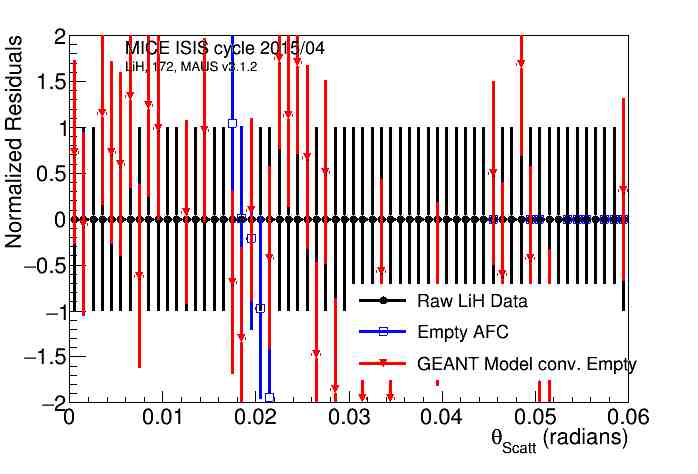 MICE ISIS cycle 2015/04
LiH, 172, MAUS v3.1.2
Normalized Residuals
2
1.5
1
0.5
0
−0.5
−1
−1.5
−2
Raw LiH Data
Empty AFC
GEANT Model conv. Empty
0 0.01 0.02 0.03 0.04 0.05 0.06
θScatt (radians)